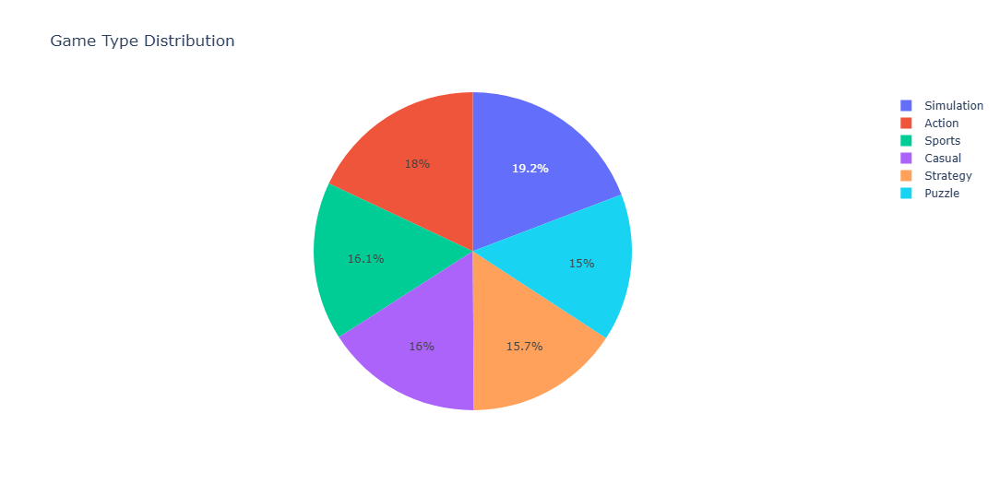 Game Type Distribution
18%
19.2%
16.1%
15%
16%
15.7%
Simulation
Action
Sports
Casual
Strategy
Puzzle